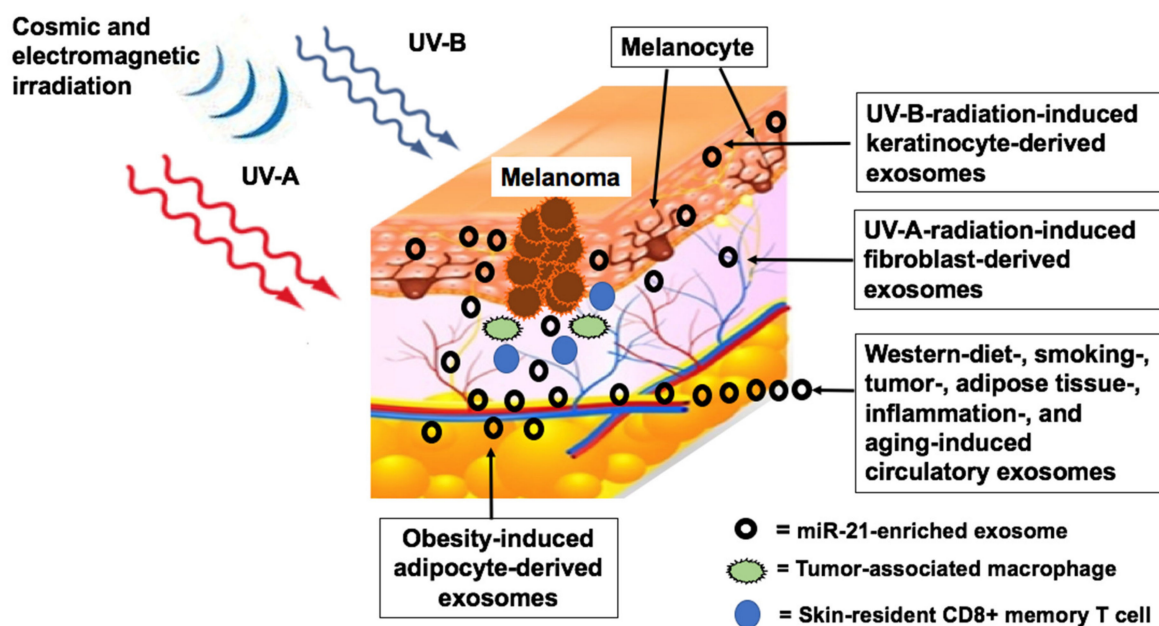 Cosmic and
electromagnetic
irradiation
UV-B
UV-A
Melanocyte
Melanoma
UV-B-radiation-induced
keratinocyte-derived
exosomes
UV-A-radiation-induced
fibroblast-derived
exosomes
Western-diet-, smoking-,
tumor-, adipose tissue-,
inflammation-, and
aging-induced
circulatory exosomes
Obesity-induced
adipocyte-derived
exosomes
= miR-21-enriched exosome
= Tumor-associated macrophage
= Skin-resident CD8+ memory T cell